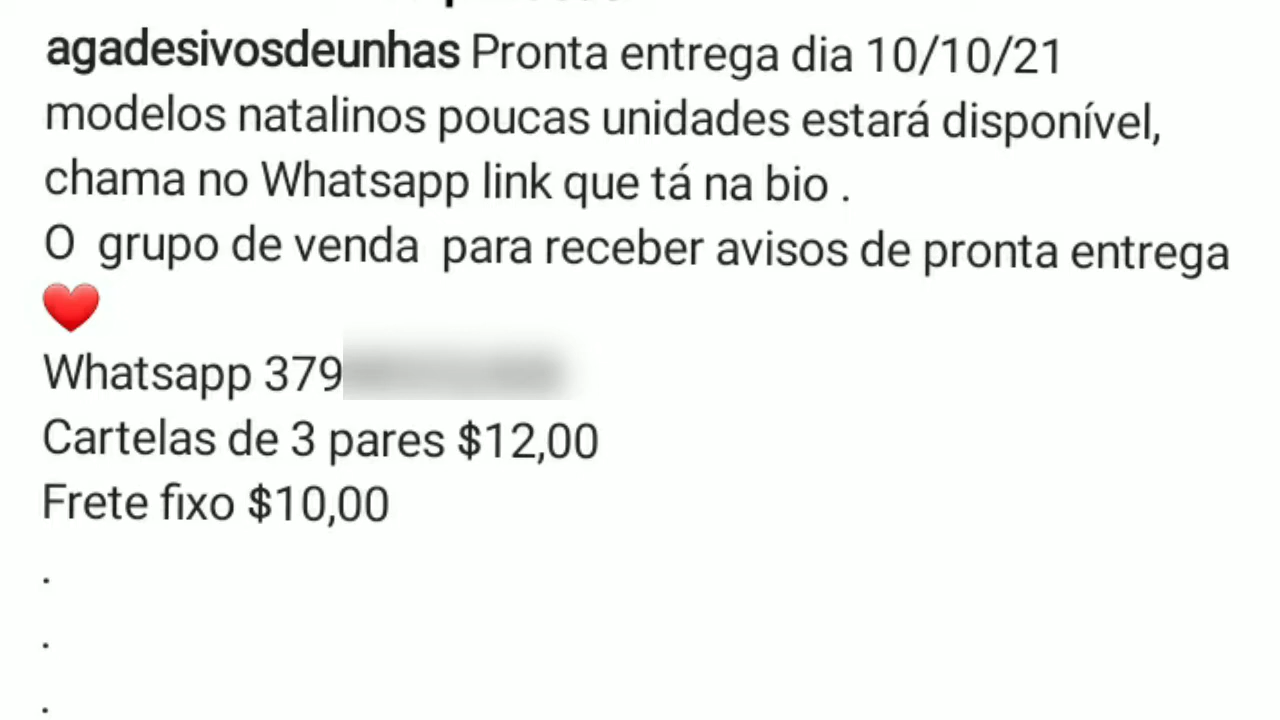 agadesivosdeunhas Pronta entrega dia 10/10/21
modelos natalinos poucas unidades estará disponível,
chama no Whatsapp link que tá na bio .
O grupo de venda para receber avisos de pronta entrega
❤️
Whatsapp 379
Cartelas de 3 pares $12,00
Frete fixo $10,00
.
.
.